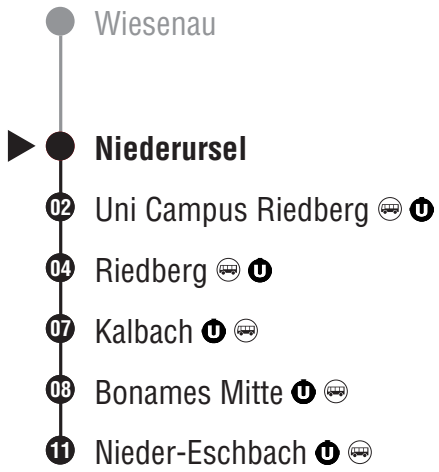 Wiesenau
Niederursel
02 Uni Campus Riedberg U
04 Riedberg U
07 Kalbach U
08 Bonames Mitte U
11 Nieder-Eschbach U